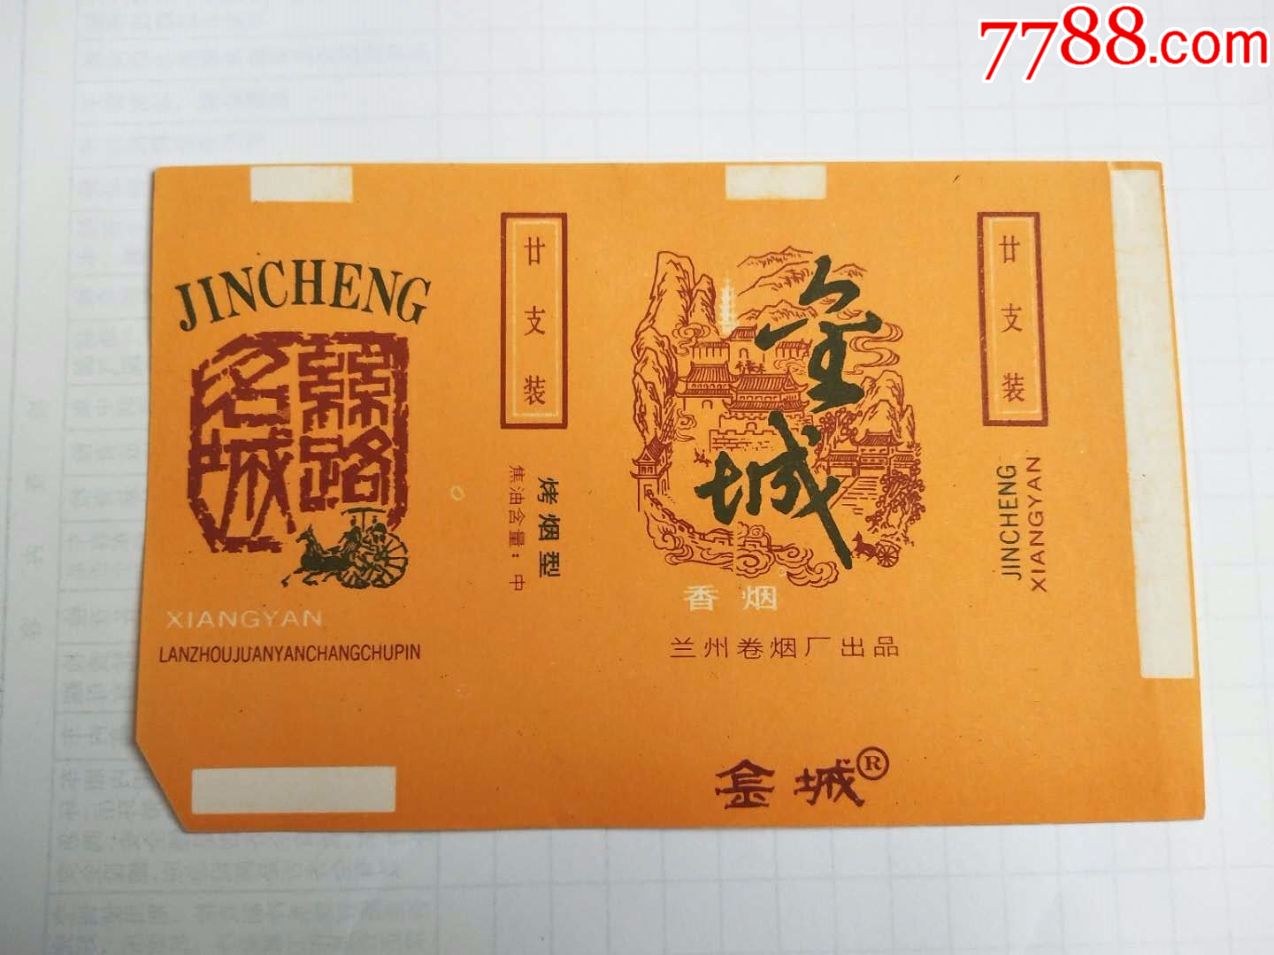 7788.com
JINCHENG
丝路
名城
XIANGYAN
LANZHOUJUANYANCHANGCHUPIN
廿支装
烤烟型
焦油含量：中
金城
香烟
兰州卷烟厂出品
金城®
廿支装
JINCHENG
XIANGYAN